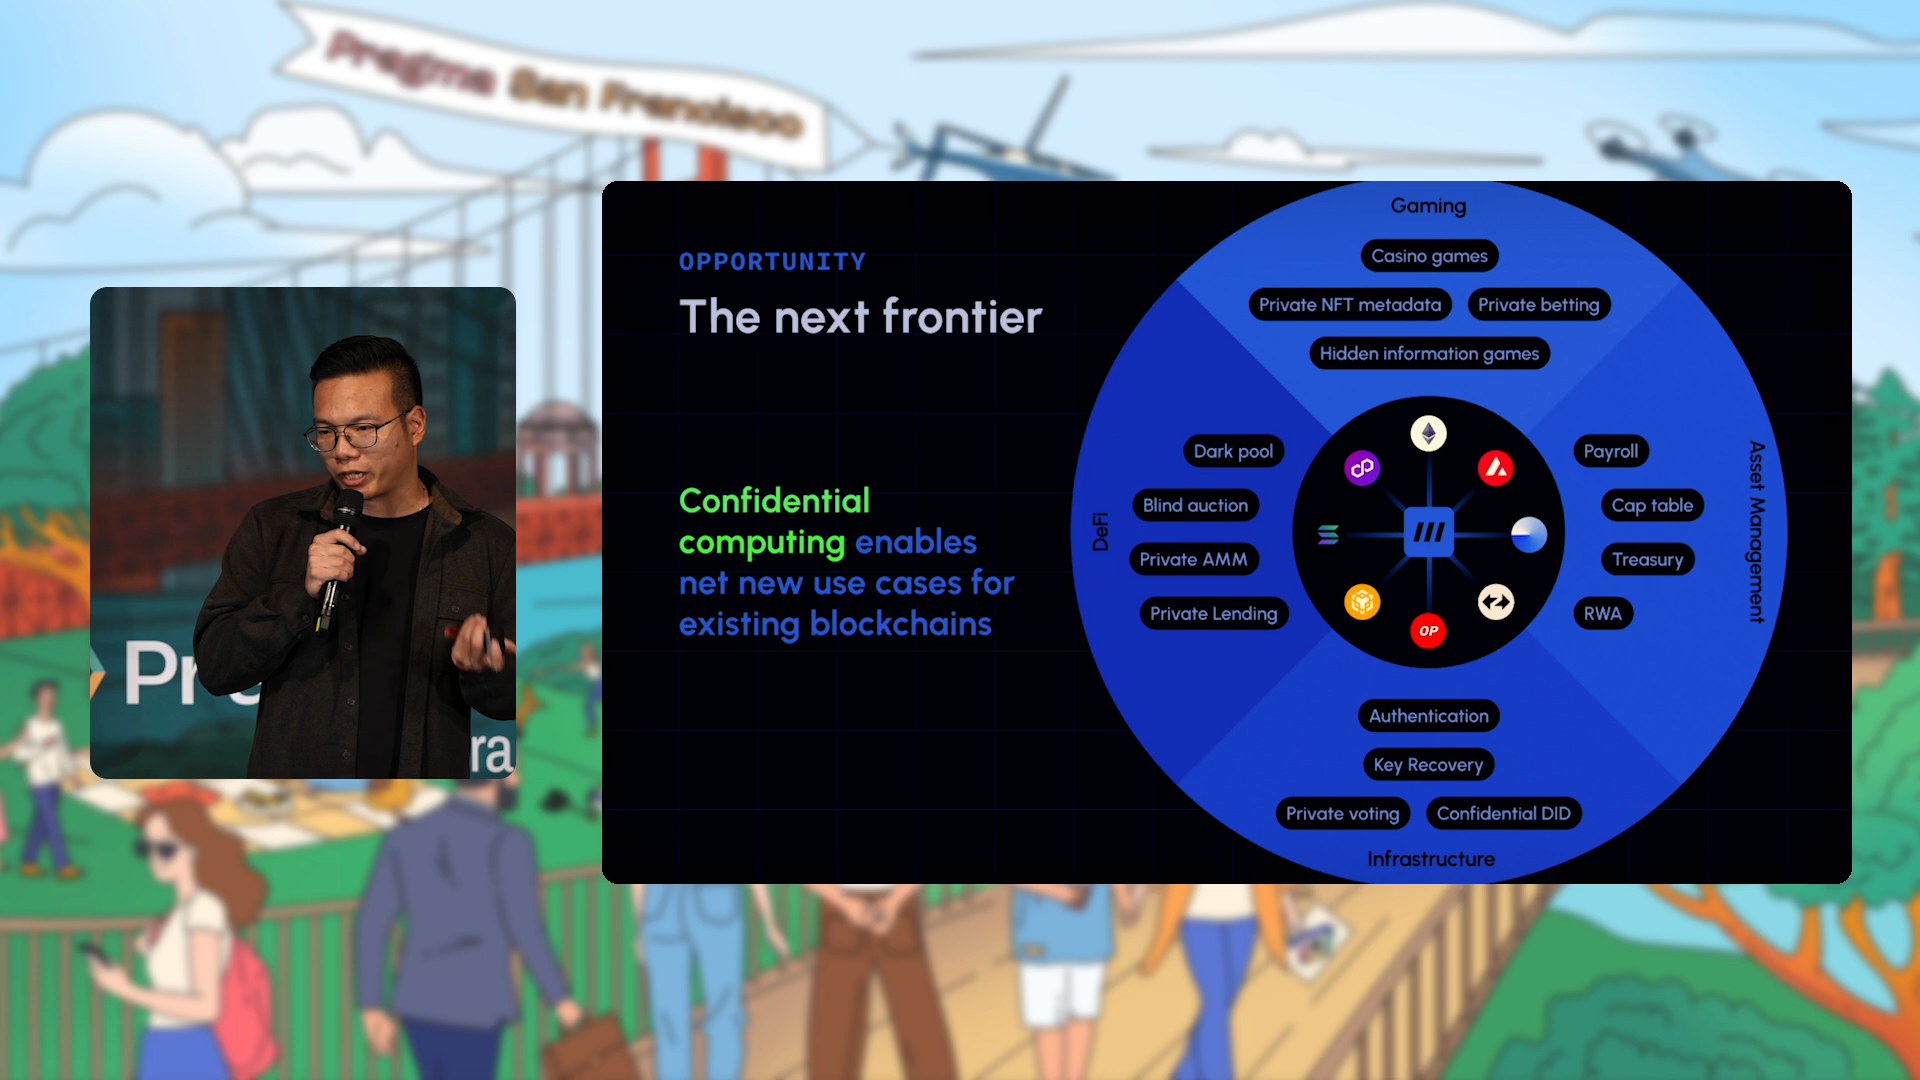 Pragma San Francisco
Pr
ra
OPPORTUNITY
The next frontier
Confidential
computing enables
net new use cases for
existing blockchains
Gaming
Casino games
Private NFT metadata
Private betting
Hidden information games
DeFi
Dark pool
Blind auction
Private AMM
Private Lending
OP
Payroll
Cap table
Treasury
RWA
Asset Management
Authentication
Key Recovery
Private voting
Confidential DID
Infrastructure